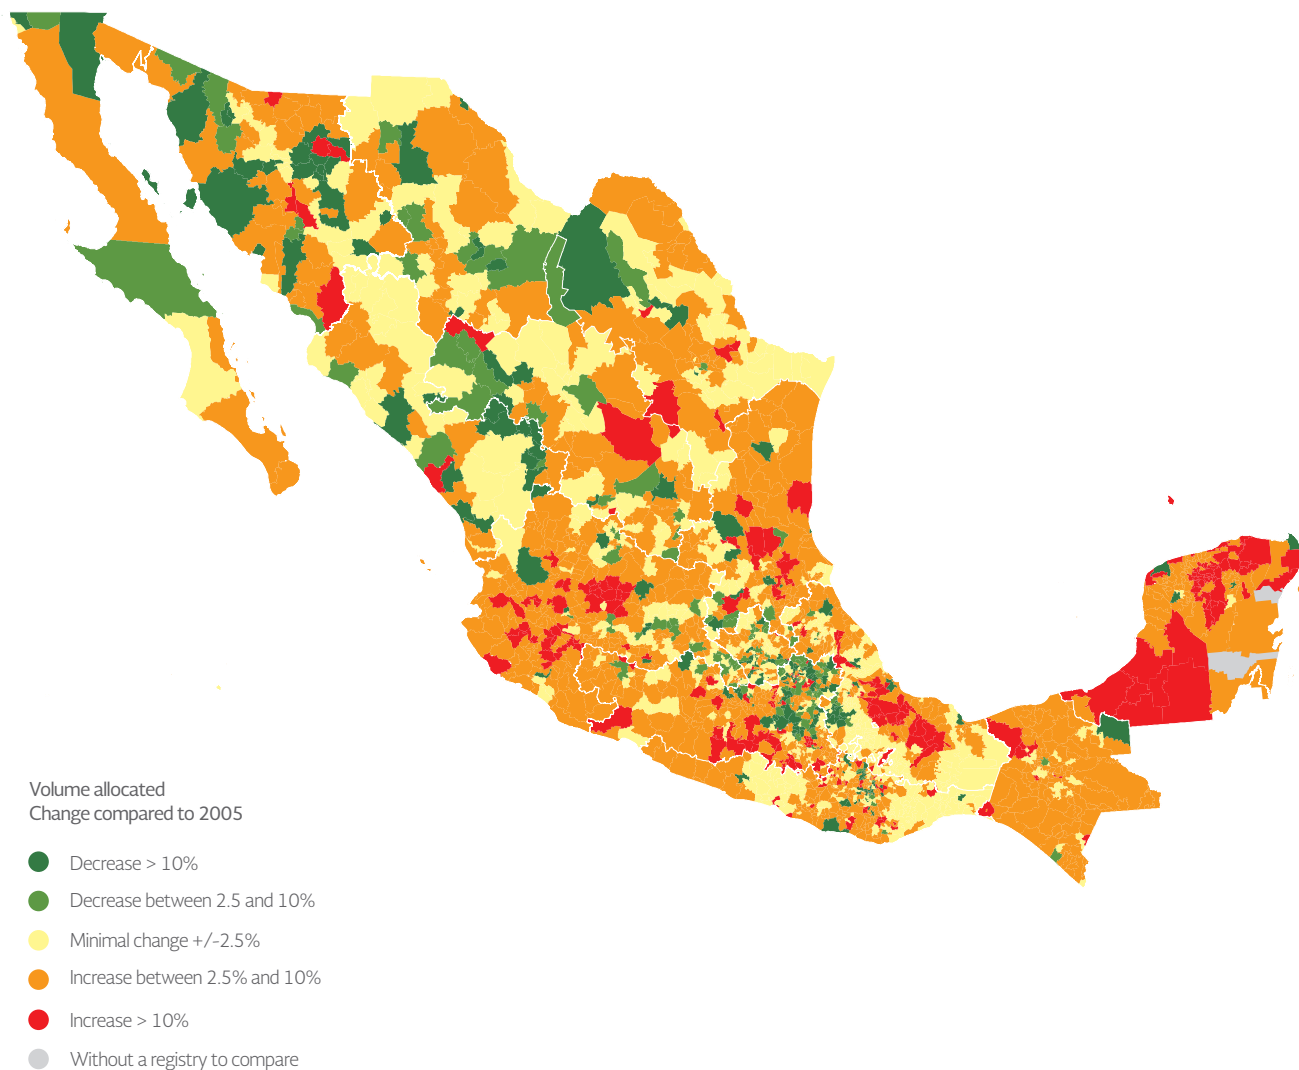 Volume allocated
Change compared to 2005
Decrease > 10%
Decrease between 2.5 and 10%
Minimal change +/-2.5%
Increase between 2.5% and 10%
Increase > 10%
Without a registry to compare